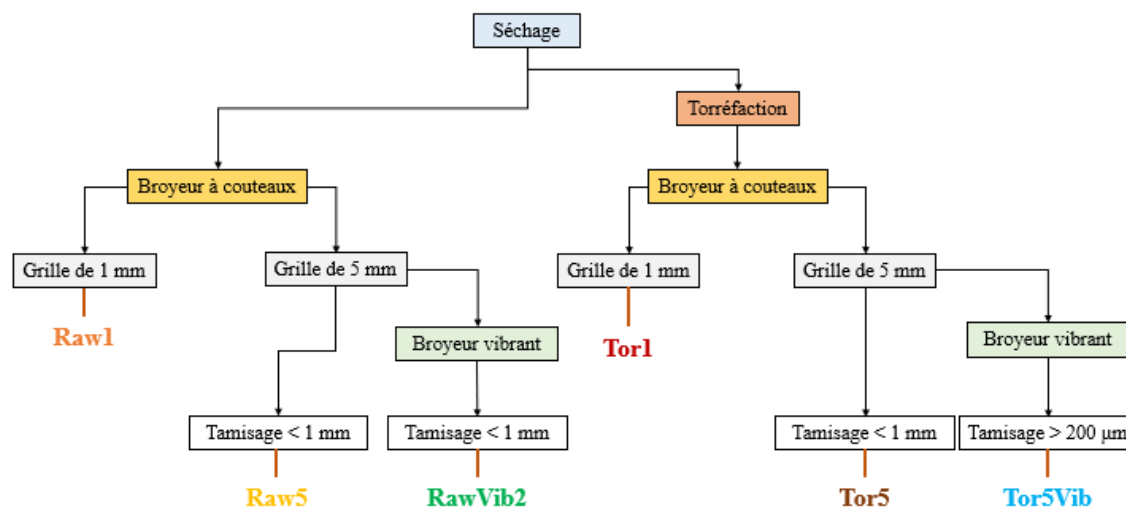 Séchage
Torréfaction
Broyeur à couteaux
Broyeur à couteaux
Grille de 1 mm
Grille de 5 mm
Grille de 1 mm
Grille de 5 mm
Raw1
Broyeur vibrant
Tor1
Broyeur vibrant
Tamisage < 1 mm
Tamisage < 1 mm
Tamisage < 1 mm
Tamisage > 200 µm
Raw5
RawVib2
Tor5
Tor5Vib